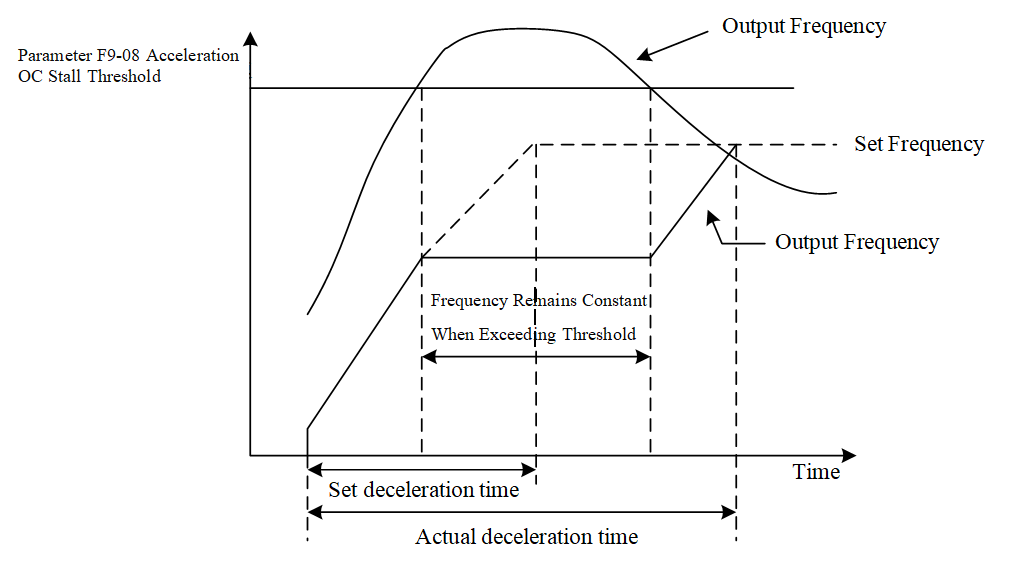 Output Frequency
Parameter F9-08 Acceleration
OC Stall Threshold
Set Frequency
Output Frequency
Frequency Remains Constant
When Exceeding Threshold
Time
Set deceleration time
Actual deceleration time